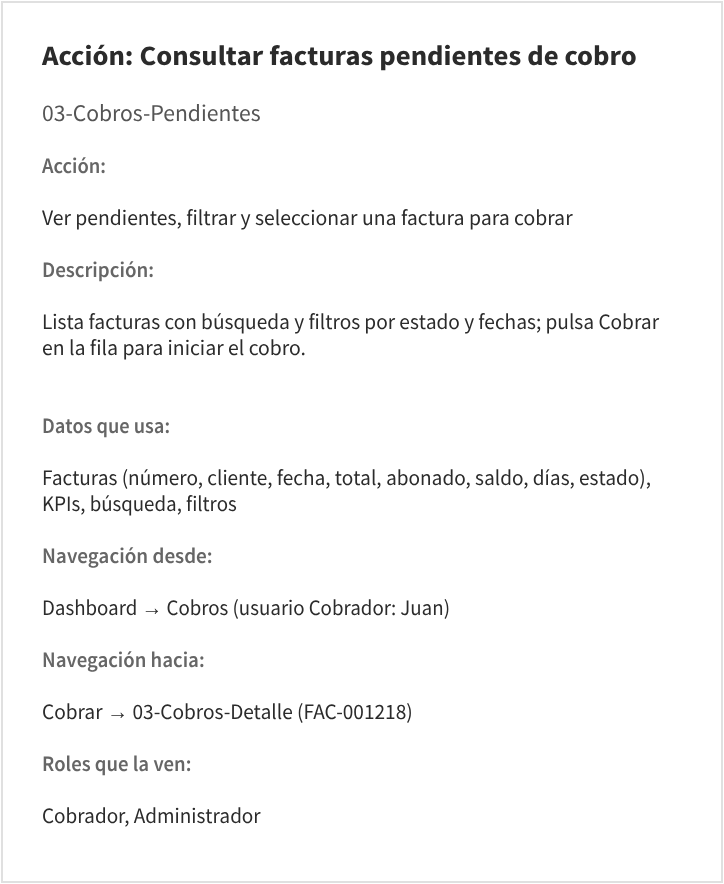 Acción: Consultar facturas pendientes de cobro
03-Cobros-Pendientes
Acción:
Ver pendientes, filtrar y seleccionar una factura para cobrar
Descripción:
Lista facturas con búsqueda y filtros por estado y fechas; pulsa Cobrar
en la fila para iniciar el cobro.
Datos que usa:
Facturas (número, cliente, fecha, total, abonado, saldo, días, estado),
KPIs, búsqueda, filtros
Navegación desde:
Dashboard → Cobros (usuario Cobrador: Juan)
Navegación hacia:
Cobrar → 03-Cobros-Detalle (FAC-001218)
Roles que la ven:
Cobrador, Administrador